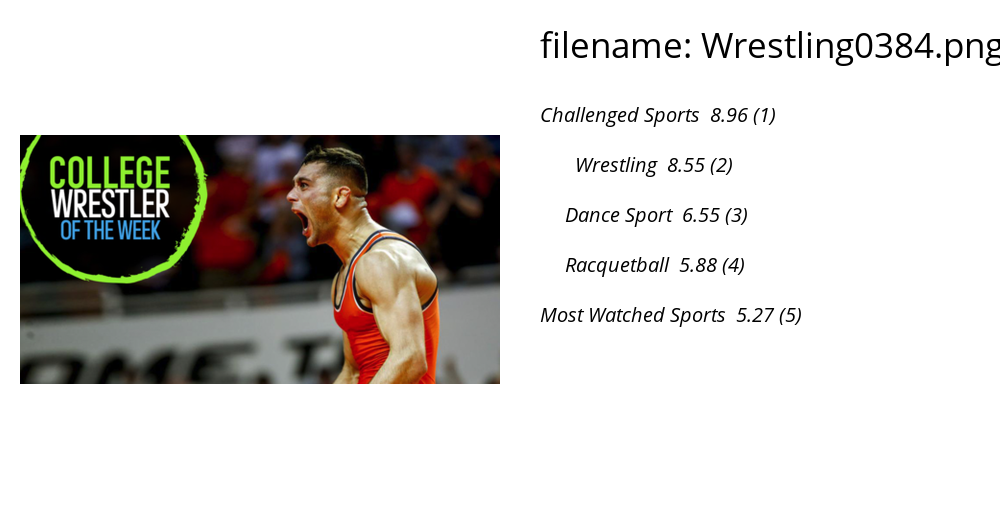 filename: Wrestling0384.png
Challenged Sports 8.96 (1)
Wrestling 8.55 (2)
Dance Sport 6.55 (3)
Racquetball 5.88 (4)
Most Watched Sports 5.27 (5)
COLLEGE
WRESTLER
OF THE WEEK